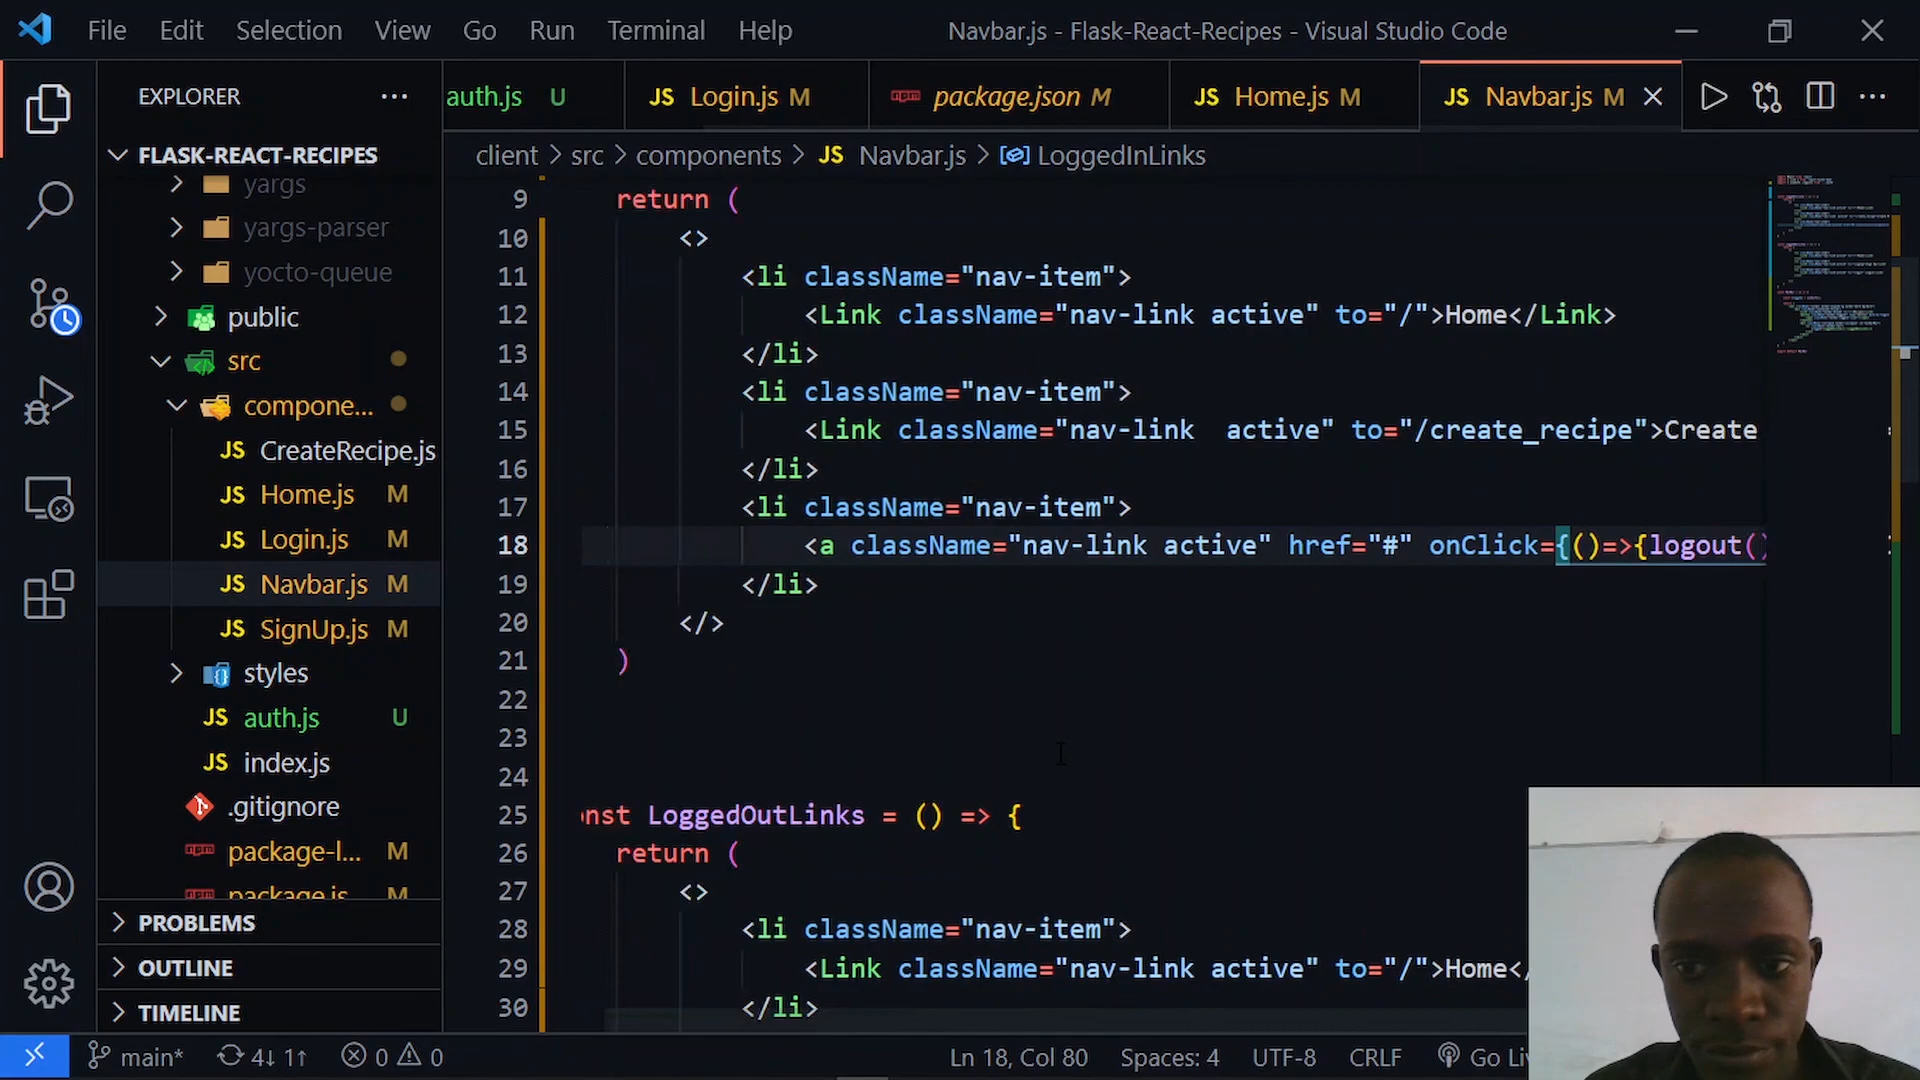 File Edit Selection View Go Run Terminal Help
Navbar.js - Flask-React-Recipes - Visual Studio Code
EXPLORER
auth.js U
JS Login.js M
npm package.json M
JS Home.js M
JS Navbar.js M
FLASK-REACT-RECIPES
client > src > components > JS Navbar.js > LoggedInLinks
yargs
yargs-parser
yocto-queue
public
src
compone...
JS CreateRecipe.js
JS Home.js M
JS Login.js M
JS Navbar.js M
JS SignUp.js M
styles
JS auth.js U
JS index.js
.gitignore
npm package-l... M
npm package.js M
PROBLEMS
OUTLINE
TIMELINE
9 return (
10 <>
11 <li className="nav-item">
12 <Link className="nav-link active" to="/">Home</Link>
13 </li>
14 <li className="nav-item">
15 <Link className="nav-link  active" to="/create_recipe">Create
16 </li>
17 <li className="nav-item">
18 <a className="nav-link active" href="#" onClick={()=>{logout()
19 </li>
20 </>
21 )
22
23
24
25 nst LoggedOutLinks = () => {
26 return (
27 <>
28 <li className="nav-item">
29 <Link className="nav-link active" to="/">Home</
30 </li>
main* 4↓ 1↑ 0 0
Ln 18, Col 80 Spaces: 4 UTF-8 CRLF Go Li